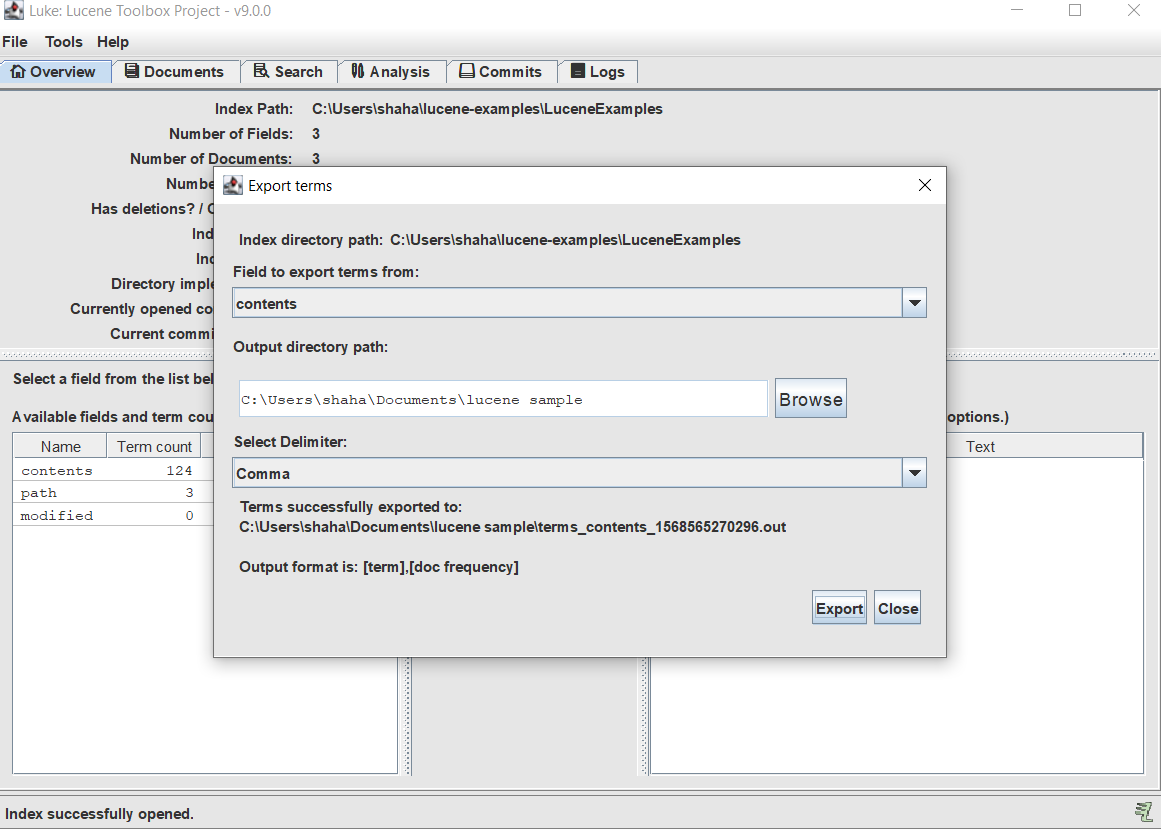 Luke: Lucene Toolbox Project - v9.0.0
File Tools Help
Overview Documents Search Analysis Commits Logs
Index Path: C:\Users\shaha\lucene-examples\LuceneExamples
Number of Fields: 3
Number of Documents: 3
Numbe
Has deletions? /
Ind
Ind
Directory imple
Currently opened co
Current commi
Select a field from the list bel
Available fields and term cou
options.)
Name Term count Text
contents 124
path 3
modified 0
Export terms
Index directory path: C:\Users\shaha\lucene-examples\LuceneExamples
Field to export terms from:
contents
Output directory path:
C:\Users\shaha\Documents\lucene sample
Browse
Select Delimiter:
Comma
Terms successfully exported to:
C:\Users\shaha\Documents\lucene sample\terms_contents_1568565270296.out
Output format is: [term],[doc frequency]
Export Close
Index successfully opened.